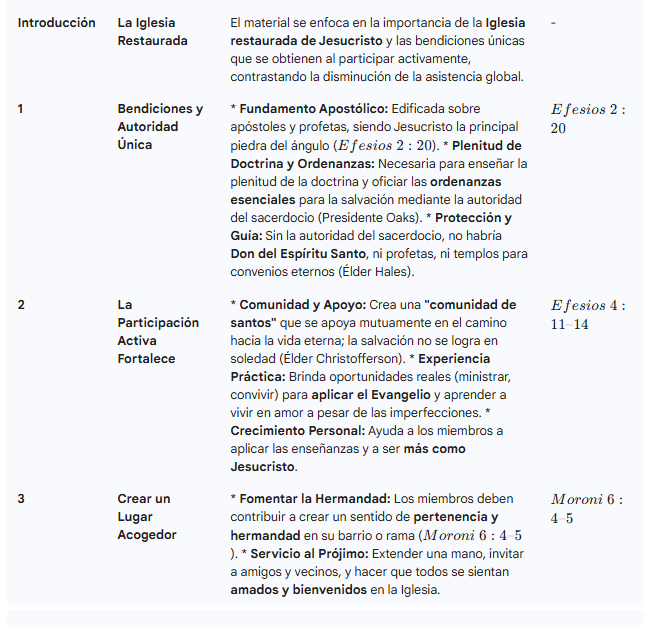 Introducción La Iglesia El material se enfoca en la importancia de la Iglesia -
Restaurada restaurada de Jesucristo y las bendiciones únicas
que se obtienen al participar activamente,
contrastando la disminución de la asistencia global.
1 Bendiciones y * Fundamento Apostólico: Edificada sobre Efesios 2 :
Autoridad apóstoles y profetas, siendo Jesucristo la principal 20
Única piedra del ángulo (Efesios 2 : 20). * Plenitud de
Doctrina y Ordenanzas: Necesaria para enseñar la
plenitud de la doctrina y oficiar las ordenanzas
esenciales para la salvación mediante la autoridad
del sacerdocio (Presidente Oaks). * Protección y
Guía: Sin la autoridad del sacerdocio, no habría
Don del Espíritu Santo, ni profetas, ni templos para
convenios eternos (Élder Hales).
2 La * Comunidad y Apoyo: Crea una "comunidad de Efesios 4 :
Participación santos" que se apoya mutuamente en el camino 11–14
Activa hacia la vida eterna; la salvación no se logra en
Fortalece soledad (Élder Christofferson). * Experiencia
Práctica: Brinda oportunidades reales (ministrar,
convivir) para aplicar el Evangelio y aprender a
vivir en amor a pesar de las imperfecciones. *
Crecimiento Personal: Ayuda a los miembros a
aplicar las enseñanzas y a ser más como
Jesucristo.
3 Crear un * Fomentar la Hermandad: Los miembros deben Moroni 6 :
Lugar contribuir a crear un sentido de pertenencia y 4–5
Acogedor hermandad en su barrio o rama (Moroni 6 : 4–5
). * Servicio al Prójimo: Extender una mano, invitar
a amigos y vecinos, y hacer que todos se sientan
amados y bienvenidos en la Iglesia.